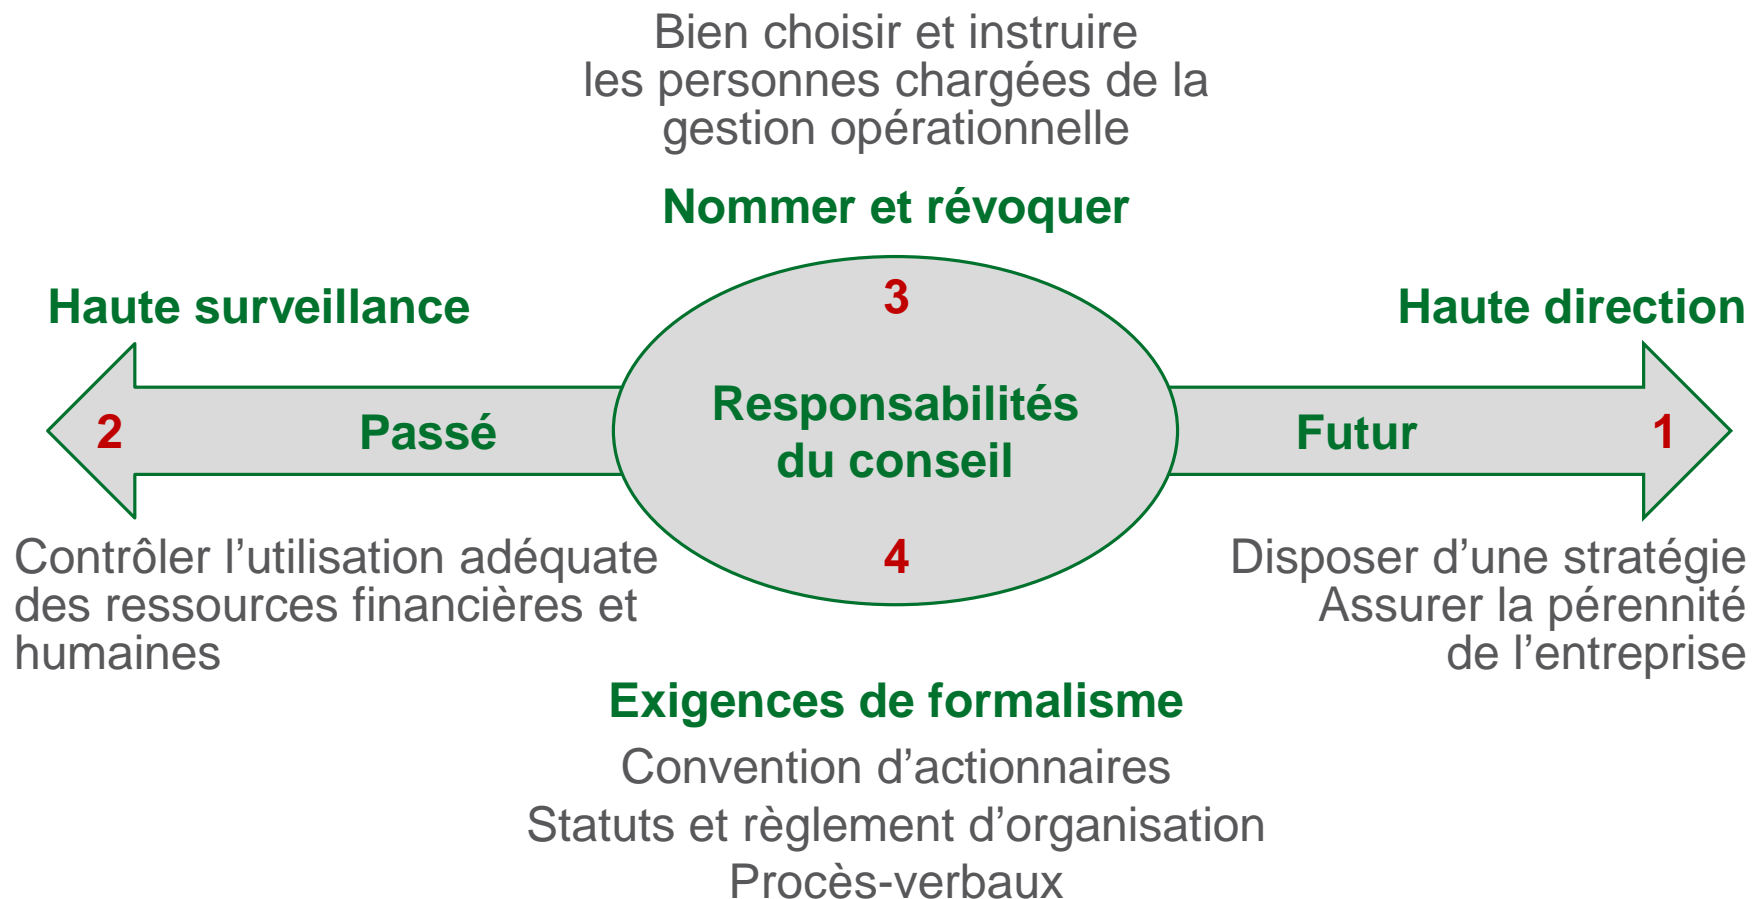 Bien choisir et instruire
les personnes chargées de la
gestion opérationnelle
Nommer et révoquer
Haute surveillance
3
Haute direction
2
Passé
Responsabilités
du conseil
Futur
1
4
Contrôler l’utilisation adéquate
des ressources financières et
humaines
Disposer d’une stratégie
Assurer la pérennité
de l’entreprise
Exigences de formalisme
Convention d’actionnaires
Statuts et règlement d’organisation
Procès-verbaux